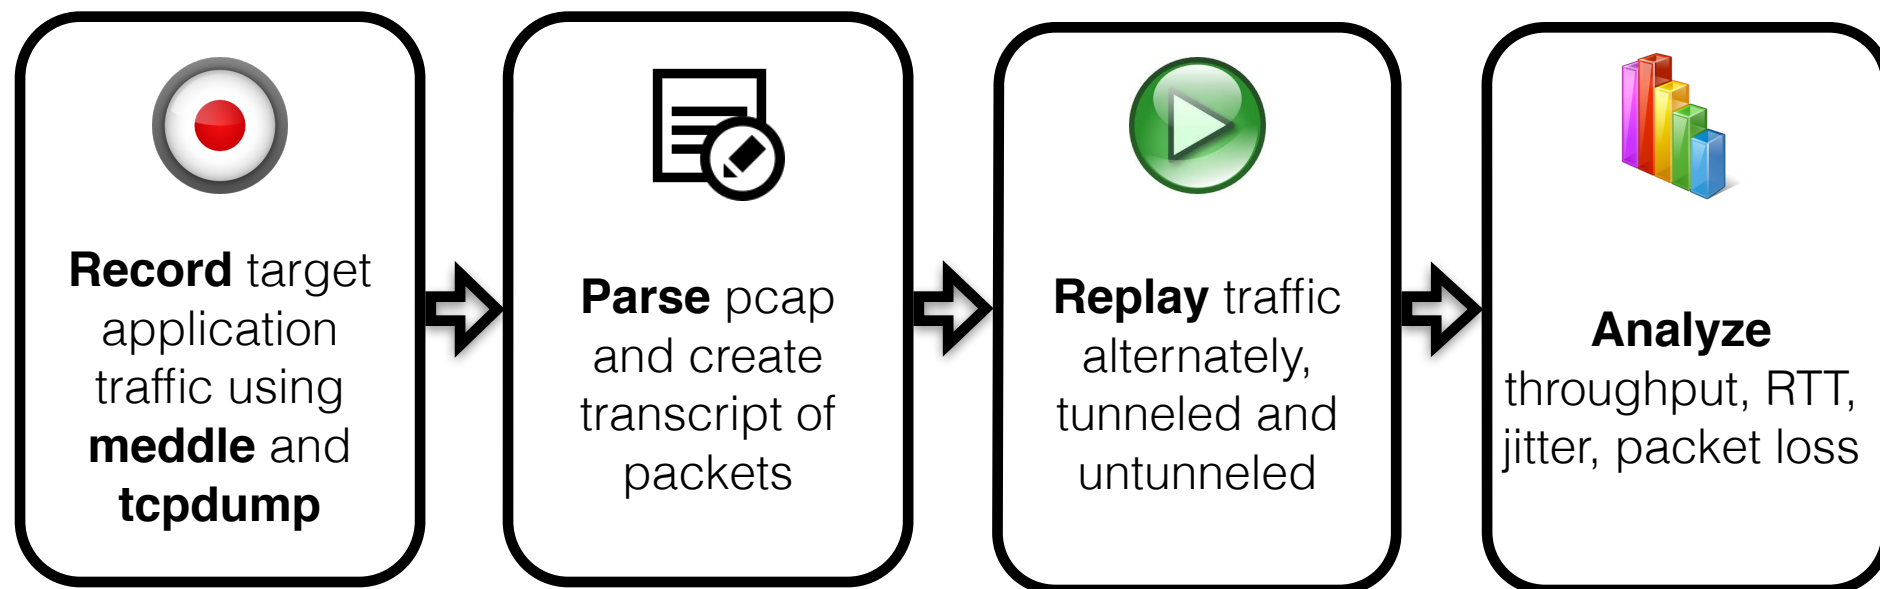 Record target
application
traffic using
meddle and
tcpdump
Parse pcap
and create
transcript of
packets
Replay traffic
alternately,
tunneled and
untunneled
Analyze
throughput, RTT,
jitter, packet loss